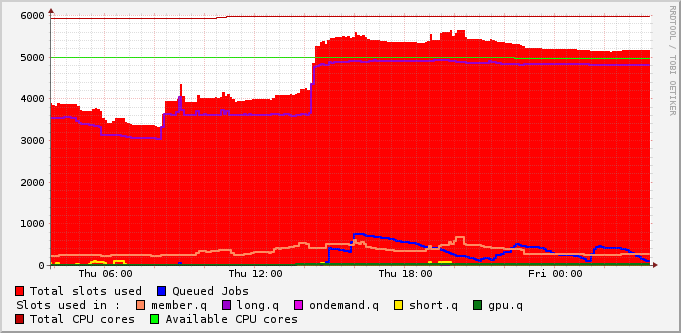 6000
5000
4000
3000
2000
1000
0
Thu 06:00 Thu 12:00 Thu 18:00 Fri 00:00
RRDTOOL / TOBI OETIKER
Total slots used Queued Jobs
Slots used in : member.q long.q ondemand.q short.q gpu.q
Total CPU cores Available CPU cores